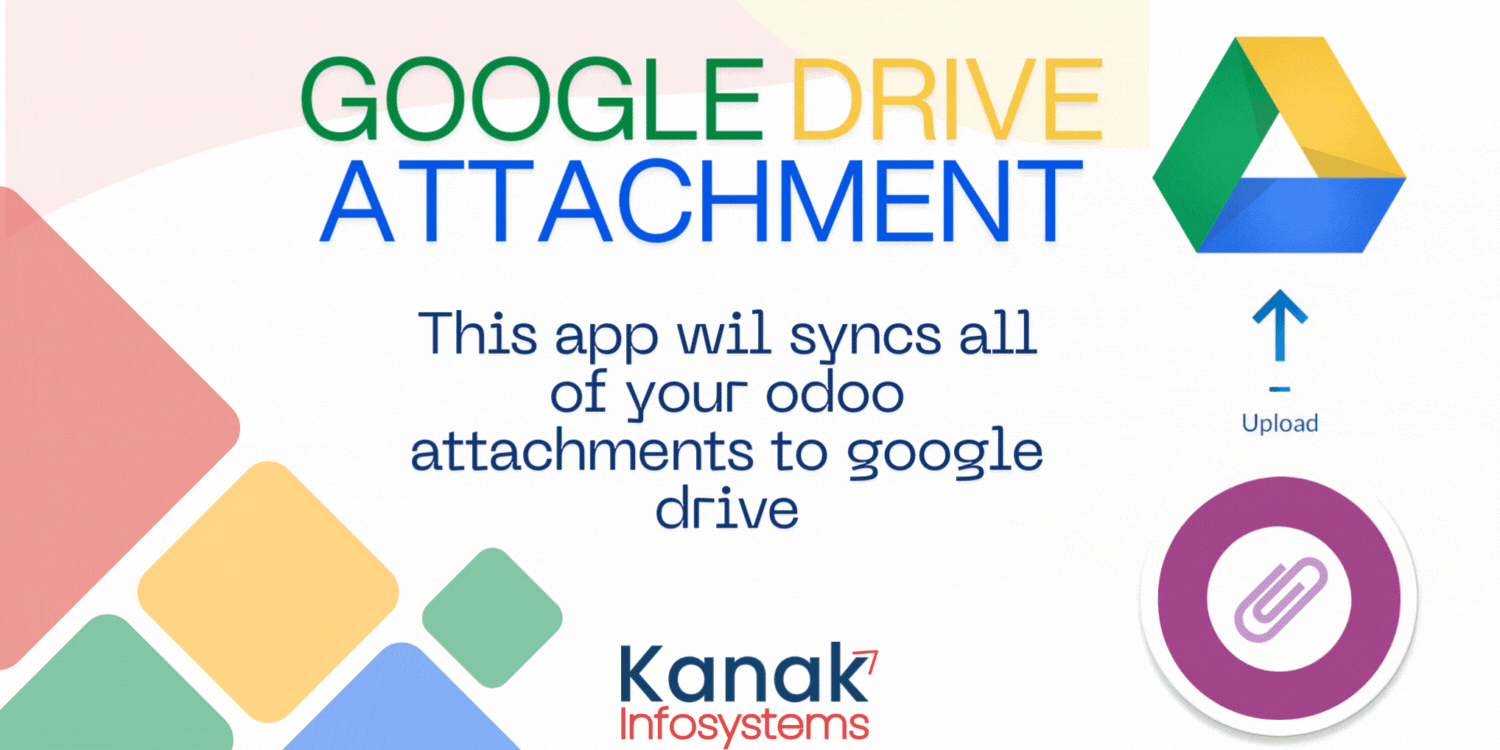 GOOGLE DRIVE
ATTACHMENT
This app wil syncs all
of your odoo
attachments to google
drive
Upload
Kanak
Infosystems